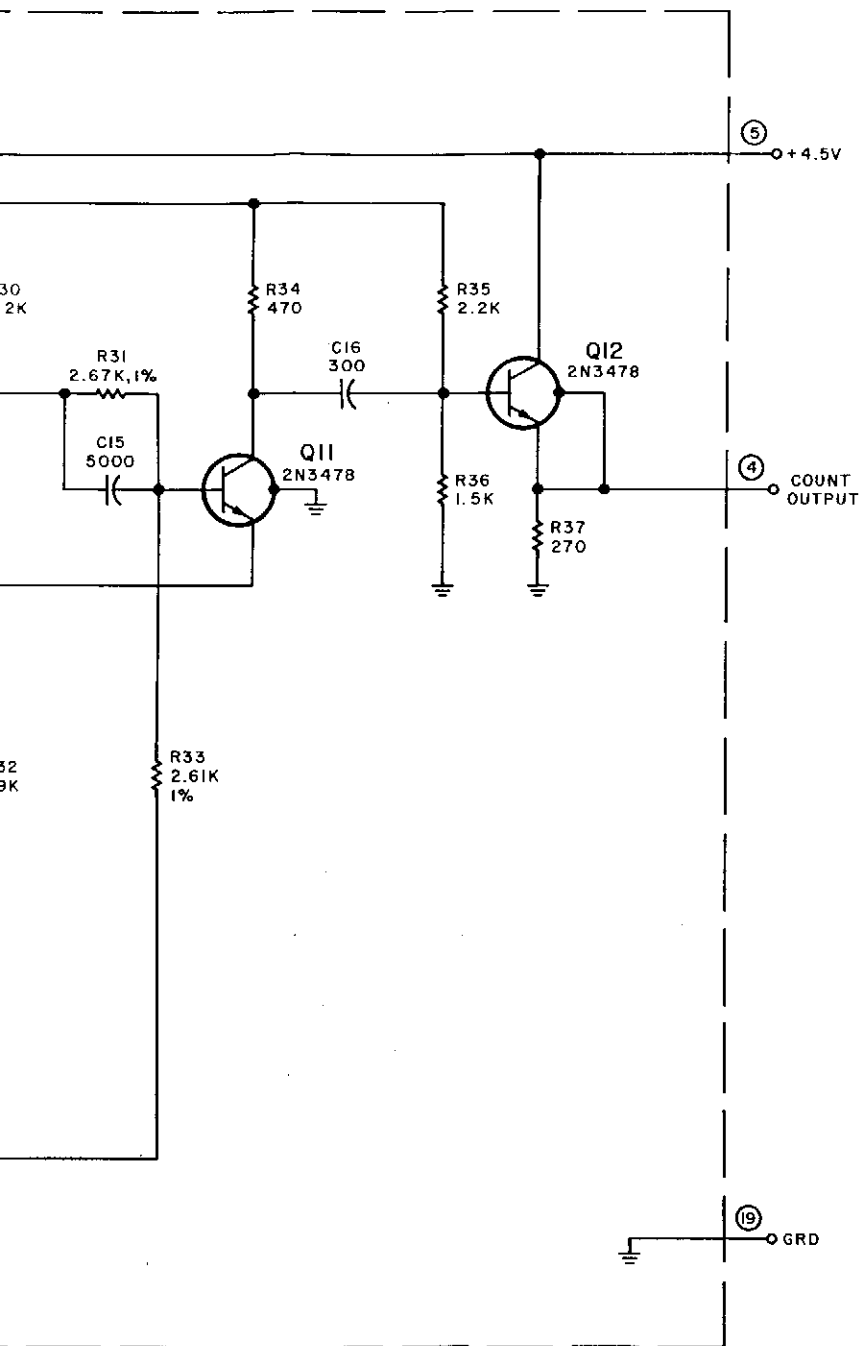 5
+4.5V
30
2K
R34
470
R35
2.2K
R31
2.67K,1%
C16
300
Q12
2N3478
C15
5000
Q11
2N3478
R36
1.5K
4
COUNT
OUTPUT
R37
270
32
9K
R33
2.61K
1%
19
GRD